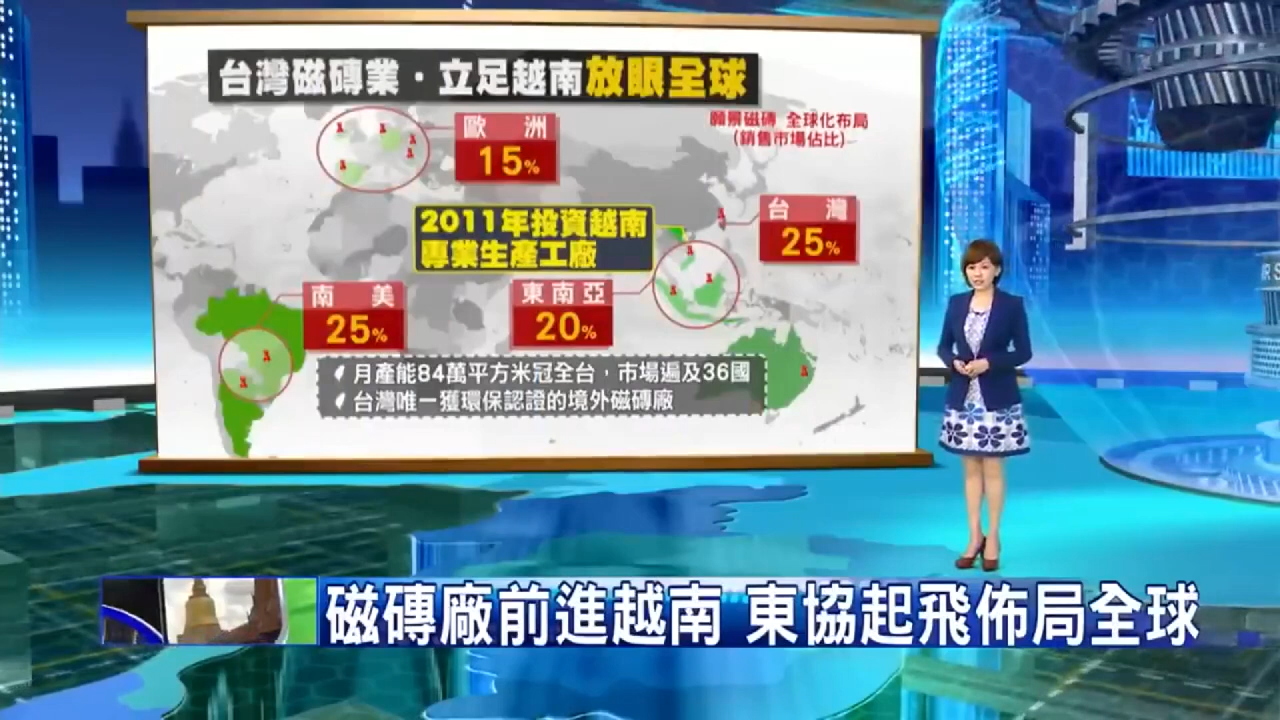 台灣磁磚業・立足越南放眼全球
願景磁磚 全球化布局
(銷售市場佔比)
歐洲
15%
台灣
25%
2011年投資越南
專業生產工廠
南美
25%
東南亞
20%
月產能84萬平方米冠全台，市場遍及36國
台灣唯一獲環保認證的境外磁磚廠
磁磚廠前進越南 東協起飛佈局全球